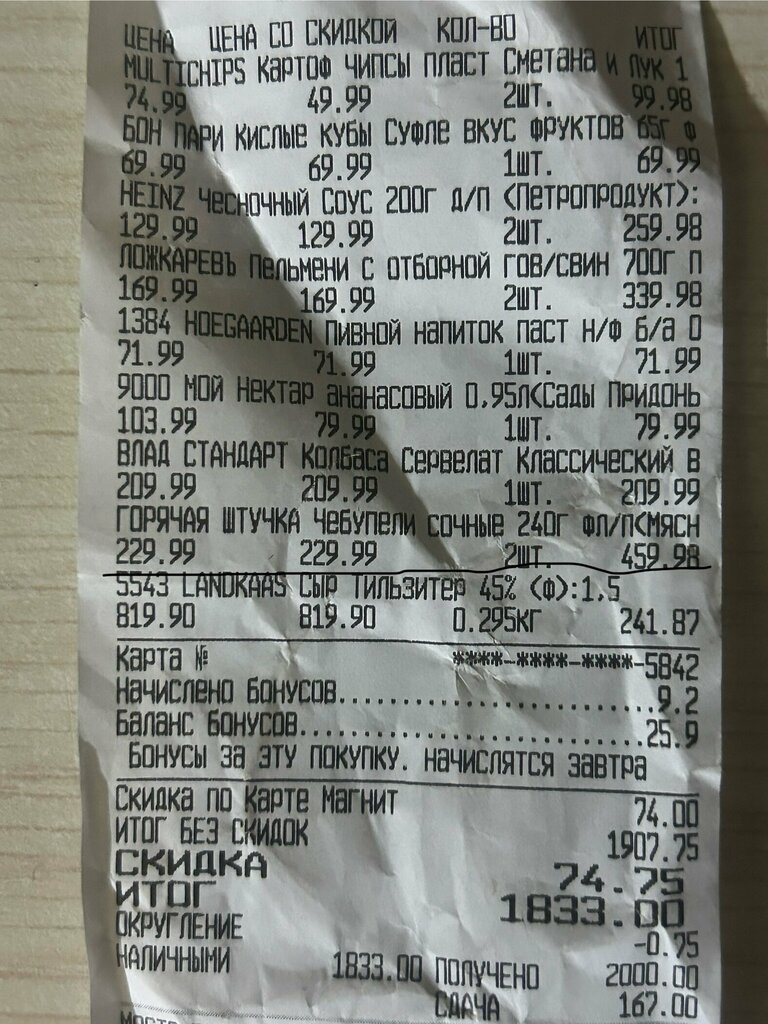 ЦЕНА ЦЕНА СО СКИДКОЙ КОЛ-ВО ИТОГ
MULTICHIPS Картоф чипсы пласт Сметана и лук 1
74.99 49.99 2шт. 99.98
БОН ПАРИ Кислые кубы Суфле вкус фруктов 65г ф
69.99 69.99 1шт. 69.99
HEINZ Чесночный Соус 200г д/п (Петропродукт):
129.99 129.99 2шт. 259.98
ЛОЖКАРЕВЪ Пельмени с отборной гов/свин 700г п
169.99 169.99 2шт. 339.98
1384 HOEGAARDEN Пивной напиток паст н/ф б/а 0
71.99 71.99 1шт. 71.99
9000 МОЙ Нектар ананасовый 0,95л(Сады Придонь
103.99 79.99 1шт. 79.99
ВЛАД СТАНДАРТ Колбаса Сервелат Классический в
209.99 209.99 1шт. 209.99
ГОРЯЧАЯ ШТУЧКА Чебупели сочные 240г фл/п(Мясн
229.99 229.99 2шт. 459.98
5543 LANDKAAS Сыр Тильзитер 45% (ф):1,5
819.90 819.90 0.295кг 241.87
Карта № ****-****-****-5842
Начислено бонусов..............................9.2
Баланс бонусов.................................25.9
Бонусы за эту покупку. начислятся завтра
Скидка по Карте Магнит 74.00
ИТОГ БЕЗ СКИДОК 1907.75
СКИДКА 74.75
ИТОГ 1833.00
ОКРУГЛЕНИЕ -0.75
НАЛИЧНЫМИ 1833.00 ПОЛУЧЕНО 2000.00
СДАЧА 167.00